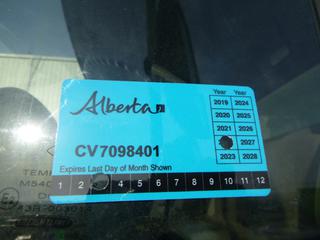 Year Year
2019 2024
2020 2025
2021 2026
2027
2023 2028
Alberta
CV7098401
Expires Last Day of Month Shown
1 2 4 5 6 7 8 9 10 11 12
TEMP